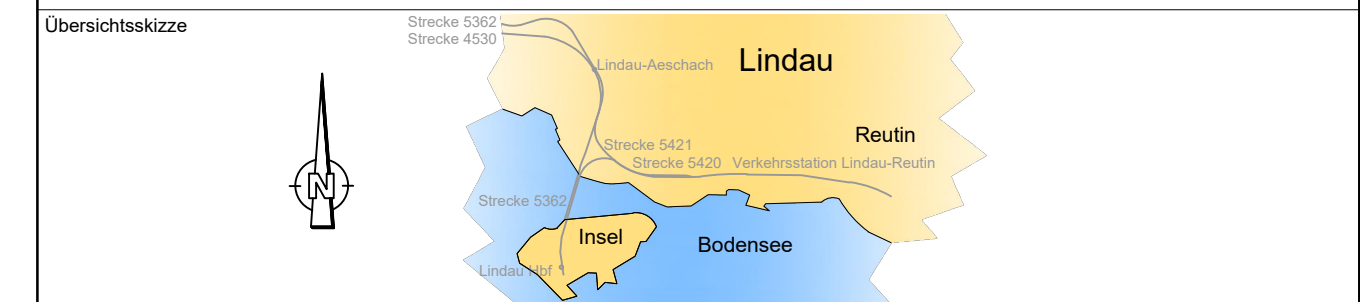 Übersichtsskizze
Strecke 5362
Strecke 4530
Lindau-Aeschach
Lindau
Reutin
Strecke 5421
Strecke 5420
Verkehrsstation Lindau-Reutin
N
Strecke 5362
Insel
Bodensee
Lindau Hbf